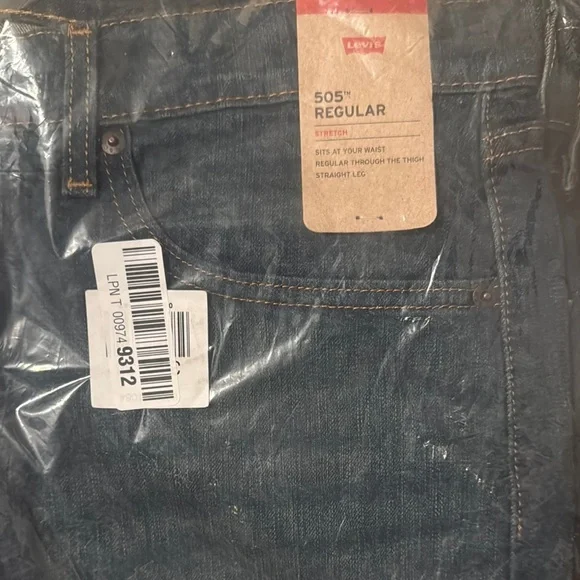 Levi's
505™
REGULAR
STRETCH
SITS AT YOUR WAIST
REGULAR THROUGH THE THIGH
STRAIGHT LEG
LPN T 00974 9312